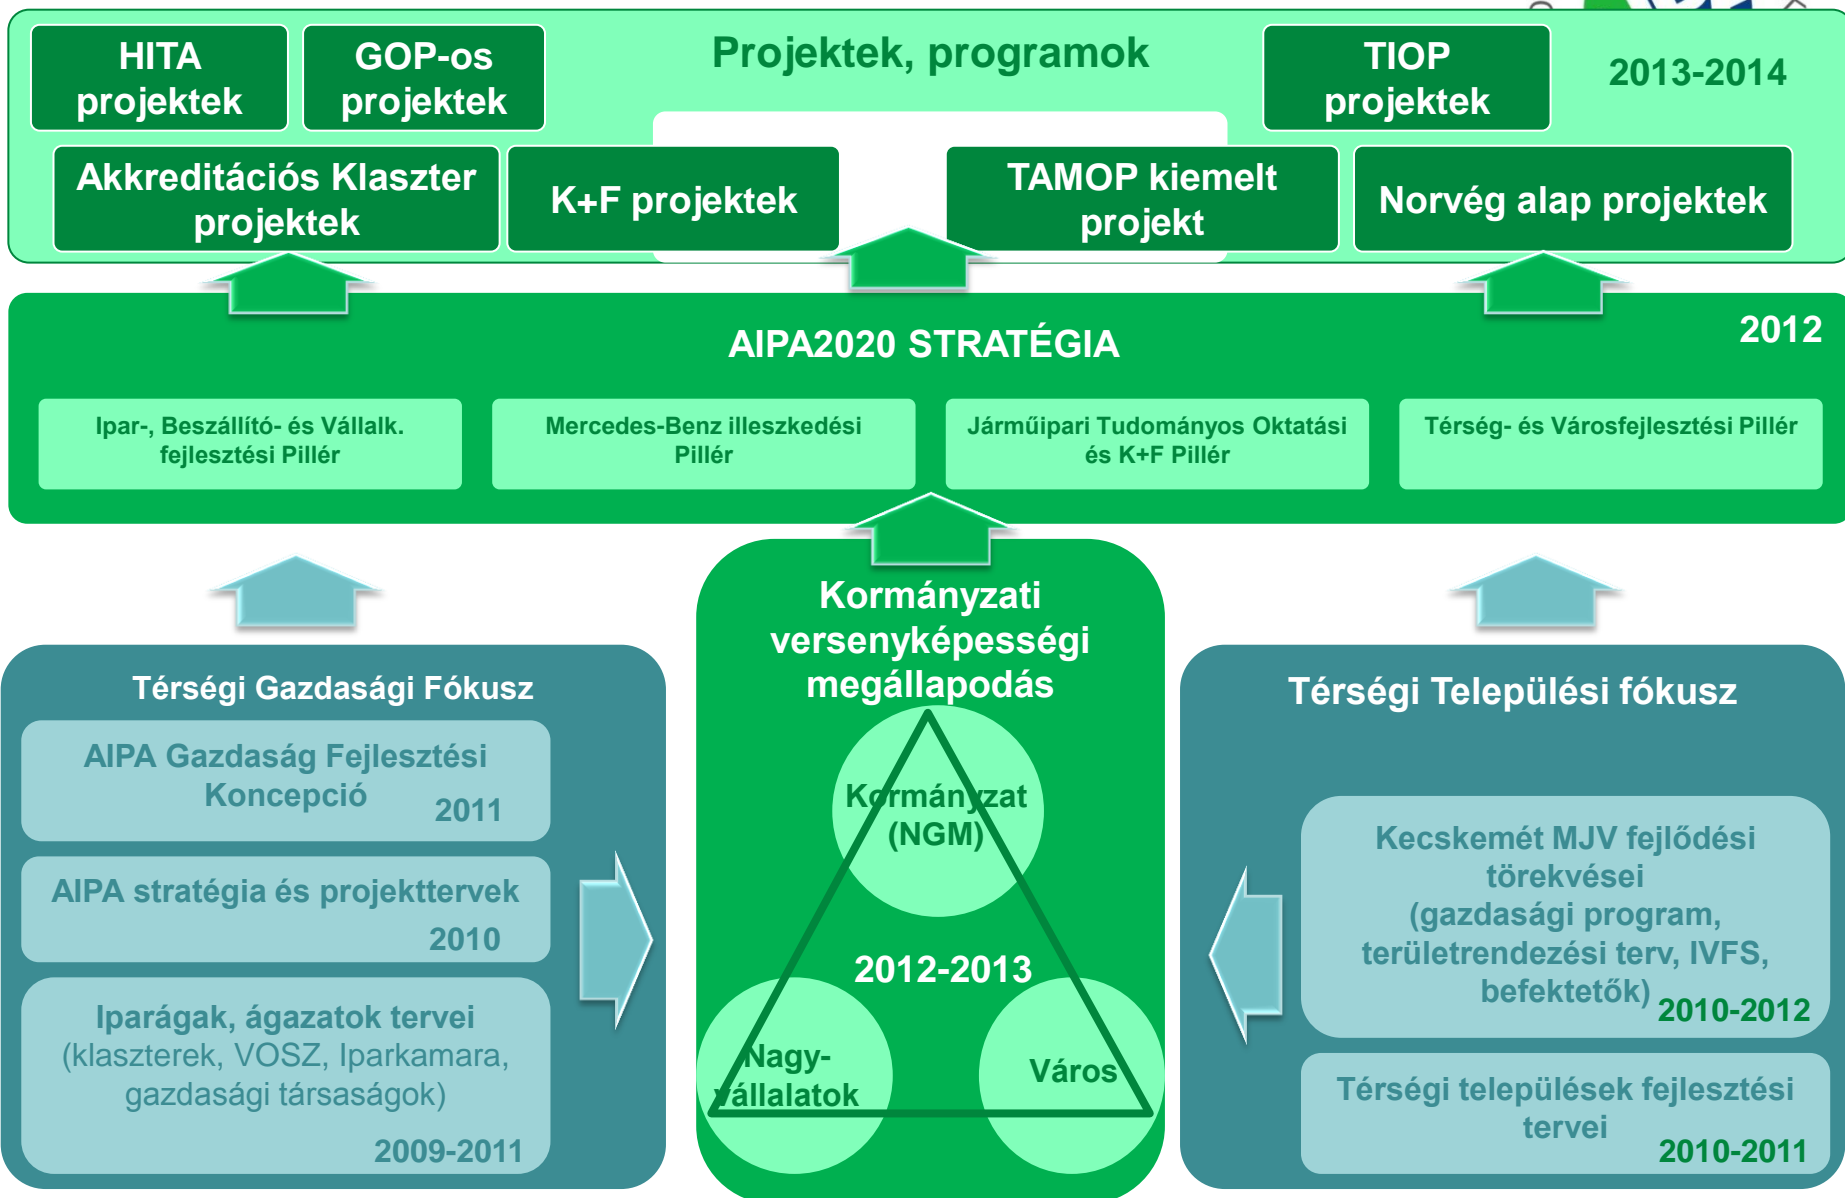 Projektek, programok
2013-2014
HITA
projektek
GOP-os
projektek
TIOP
projektek
Akkreditációs Klaszter
projektek
K+F projektek
TAMOP kiemelt
projekt
Norvég alap projektek
AIPA2020 STRATÉGIA
2012
Ipar-, Beszállító- és Vállalk.
fejlesztési Pillér
Mercedes-Benz illeszkedési
Pillér
Járműipari Tudományos Oktatási
és K+F Pillér
Térség- és Városfejlesztési Pillér
Térségi Gazdasági Fókusz
AIPA Gazdaság Fejlesztési
Koncepció
2011
AIPA stratégia és projekttervek
2010
Iparágak, ágazatok tervei
(klaszterek, VOSZ, Iparkamara,
gazdasági társaságok)
2009-2011
Kormányzati
versenyképességi
megállapodás
Kormányzat
(NGM)
2012-2013
Nagy-
vállalatok
Város
Térségi Települési fókusz
Kecskemét MJV fejlődési
törekvései
(gazdasági program,
területrendezési terv, IVFS,
befektetők)
2010-2012
Térségi települések fejlesztési
tervei
2010-2011